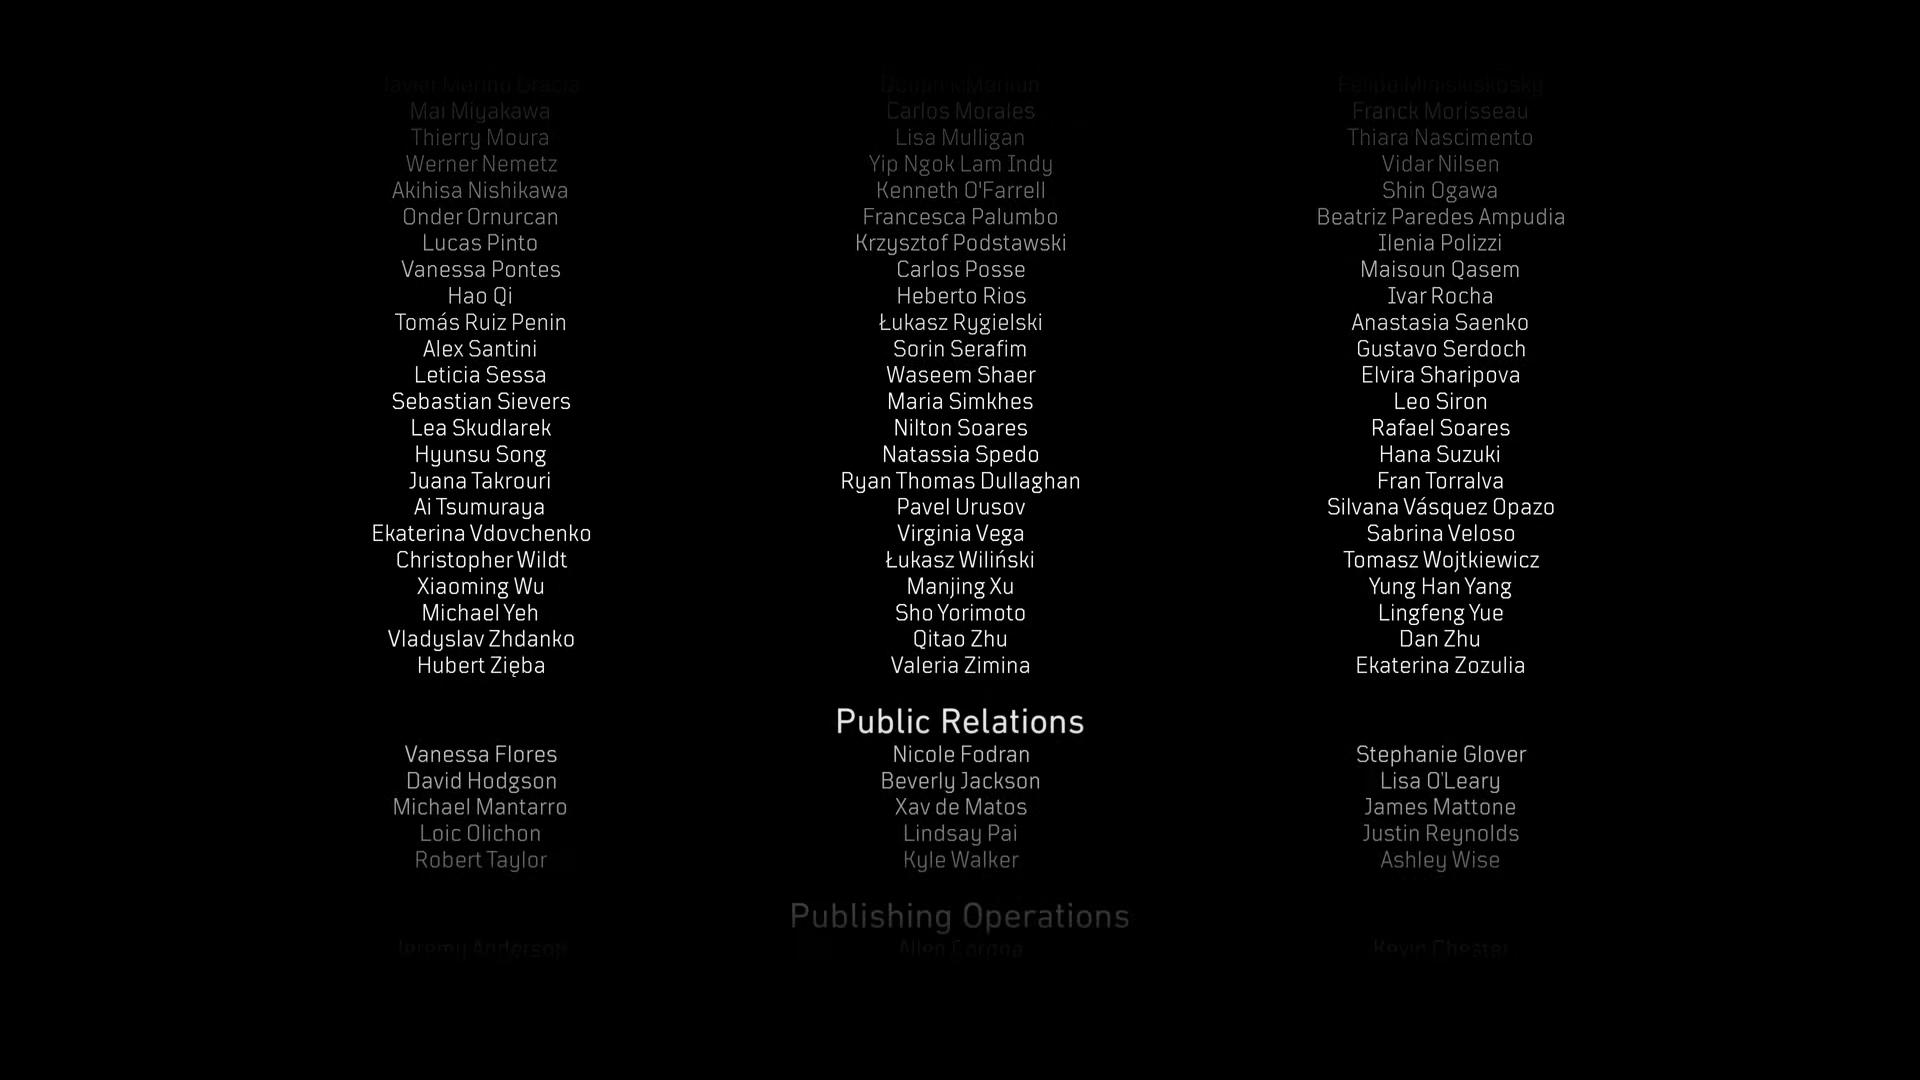 Javier Merino Gracia
Mai Miyakawa Carlos Morales Franck Morisseau
Thierry Moura Lisa Mulligan Thiara Nascimento
Werner Nemetz Yip Ngok Lam Indy Vidar Nilsen
Akihisa Nishikawa Kenneth O'Farrell Shin Ogawa
Onder Ornurcan Francesca Palumbo Beatriz Paredes Ampudia
Lucas Pinto Krzysztof Podstawski Ilenia Polizzi
Vanessa Pontes Carlos Posse Maisoun Qasem
Hao Qi Heberto Rios Ivar Rocha
Tomás Ruiz Penin Łukasz Rygielski Anastasia Saenko
Alex Santini Sorin Serafim Gustavo Serdoch
Leticia Sessa Waseem Shaer Elvira Sharipova
Sebastian Sievers Maria Simkhes Leo Siron
Lea Skudlarek Nilton Soares Rafael Soares
Hyunsu Song Natassia Spedo Hana Suzuki
Juana Takrouri Ryan Thomas Dullaghan Fran Torralva
Ai Tsumuraya Pavel Urusov Silvana Vásquez Opazo
Ekaterina Vdovchenko Virginia Vega Sabrina Veloso
Christopher Wildt Łukasz Wiliński Tomasz Wojtkiewicz
Xiaoming Wu Manjing Xu Yung Han Yang
Michael Yeh Sho Yorimoto Lingfeng Yue
Vladyslav Zhdanko Qitao Zhu Dan Zhu
Hubert Zięba Valeria Zimina Ekaterina Zozulia
Public Relations
Vanessa Flores Nicole Fodran Stephanie Glover
David Hodgson Beverly Jackson Lisa O'Leary
Michael Mantarro Xav de Matos James Mattone
Loic Olichon Lindsay Pai Justin Reynolds
Robert Taylor Kyle Walker Ashley Wise
Publishing Operations
Jeremy Anderson Allen Corona Kevin Chester